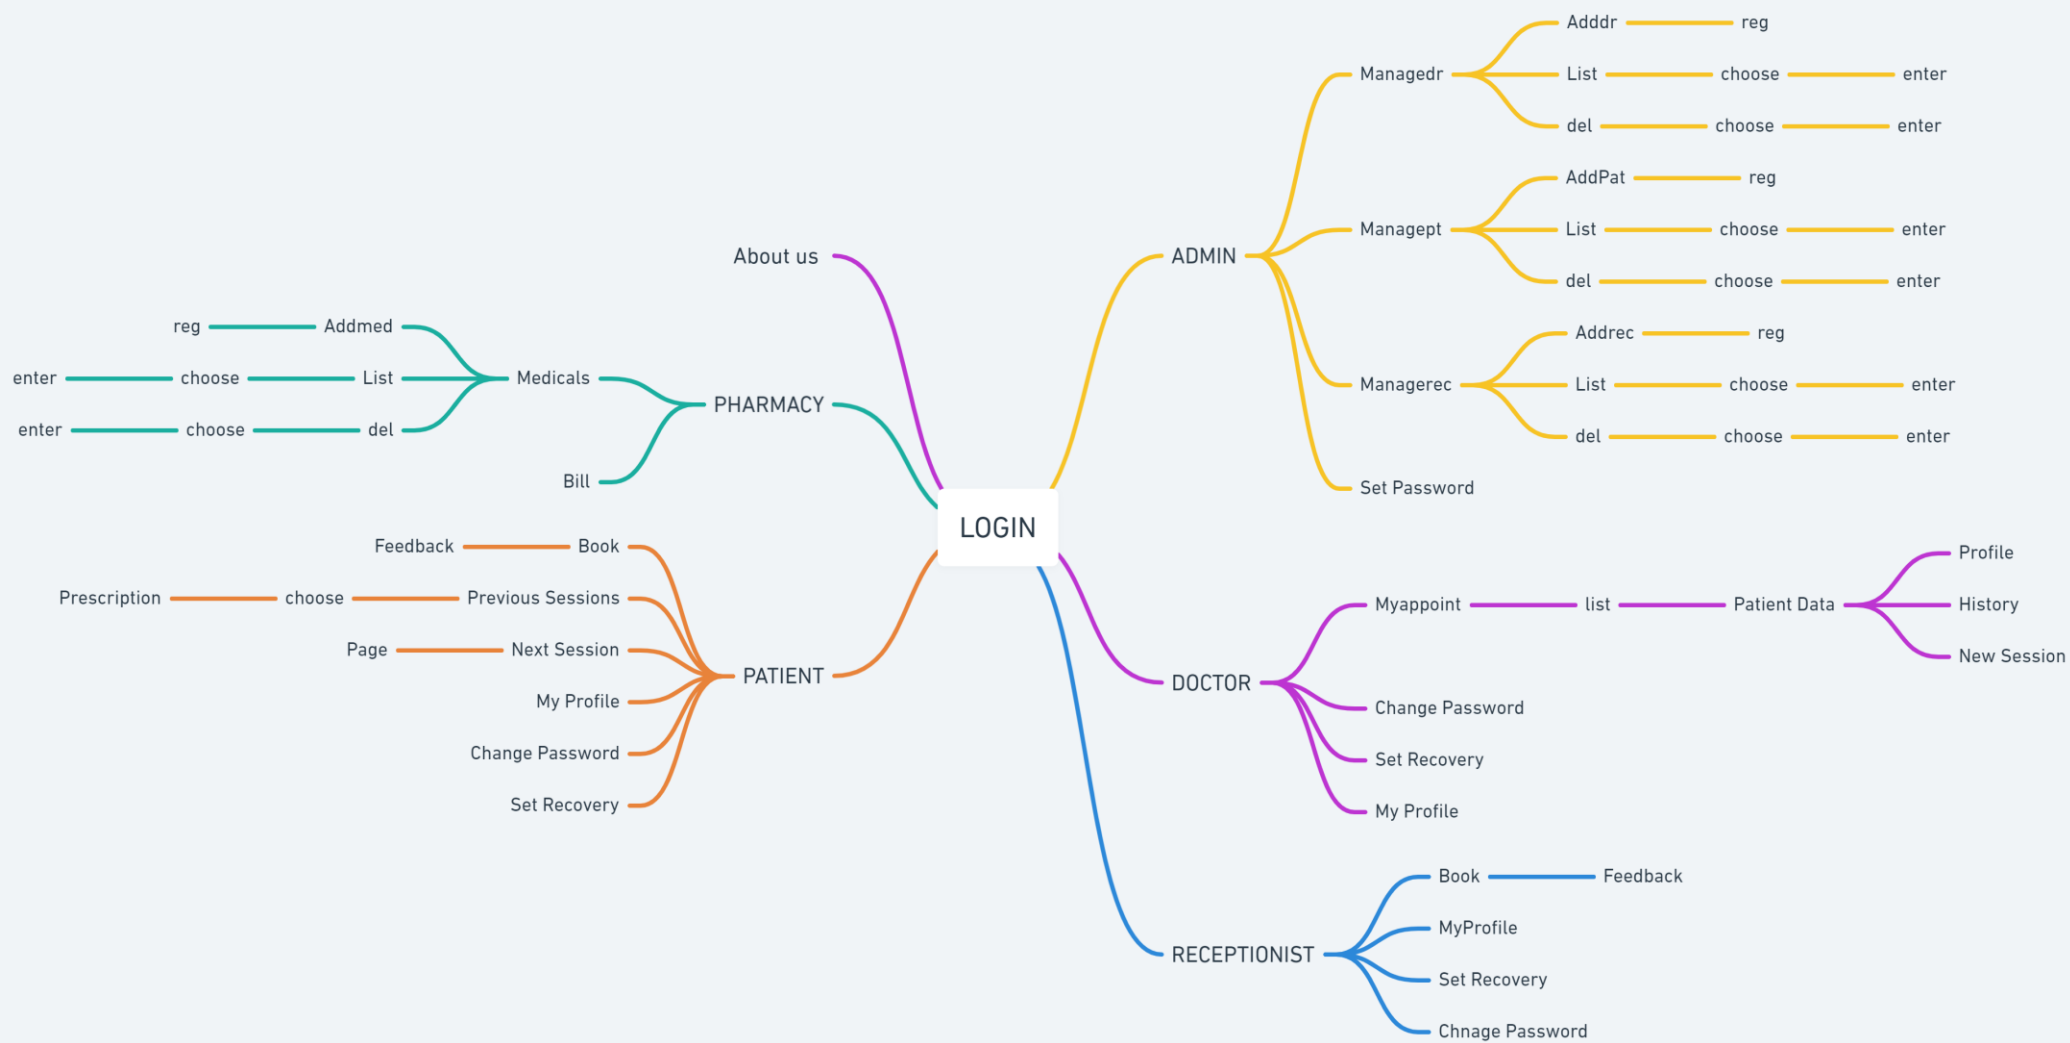 LOGIN
ADMIN
Managedr
Adddr
reg
List
choose
enter
del
choose
enter
Managept
AddPat
reg
List
choose
enter
del
choose
enter
Managerec
Addrec
reg
List
choose
enter
del
choose
enter
Set Password
DOCTOR
Myappoint
list
Patient Data
Profile
History
New Session
Change Password
Set Recovery
My Profile
RECEPTIONIST
Book
Feedback
MyProfile
Set Recovery
Chnage Password
About us
PHARMACY
Medicals
Addmed
reg
List
choose
enter
del
choose
enter
Bill
PATIENT
Book
Feedback
Previous Sessions
choose
Prescription
Next Session
Page
My Profile
Change Password
Set Recovery